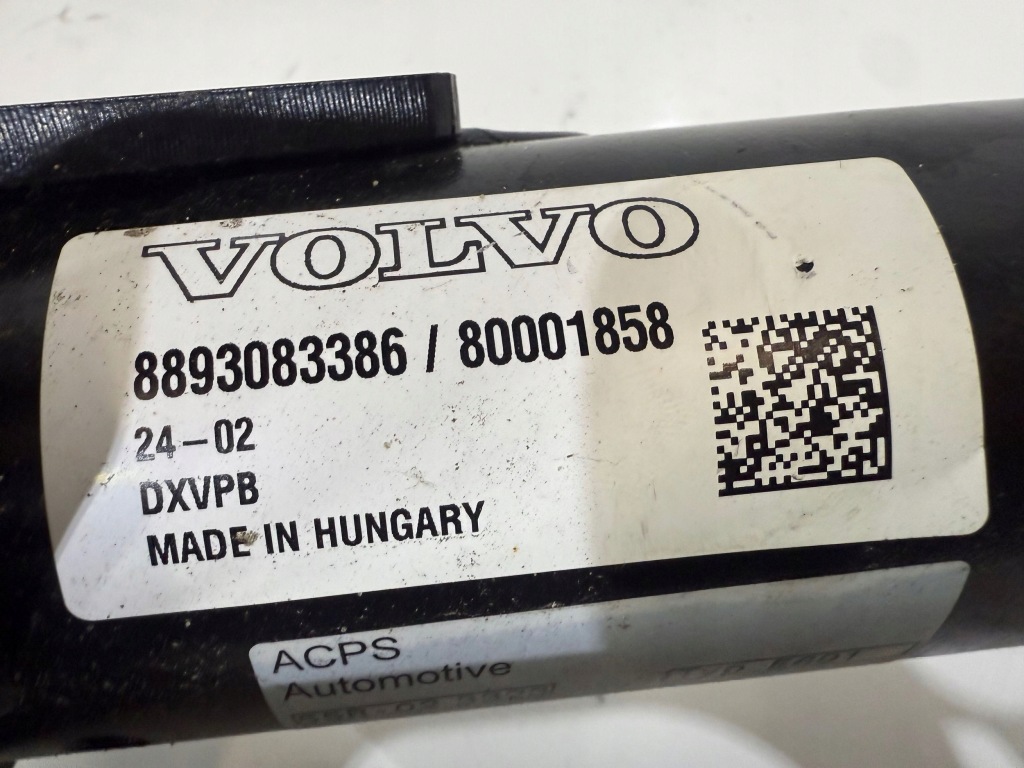 VOLVO
8893083386 / 80001858
24-02
DXVPB
MADE IN HUNGARY
ACPS
Automotive